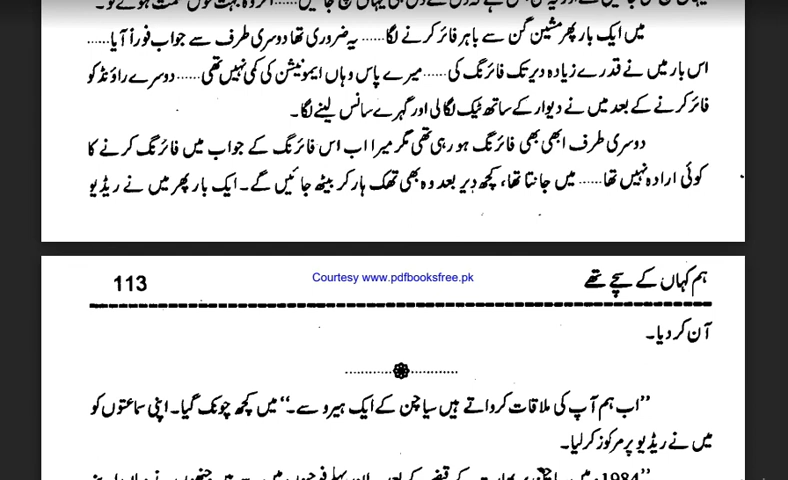 میں ایک بار پھر مشین گن سے باہر فائر کرنے لگا...... یہ ضروری تھا دوسری طرف سے جواب فوراً آیا......
اس بار میں نے قدرے زیادہ دیر تک فائرنگ کی...... میرے پاس وہاں ایمونیشن کی کمی نہیں تھی...... دوسرے راؤنڈ کو
فائر کرنے کے بعد میں نے دیوار کے ساتھ ٹیک لگا لی اور گہرے سانس لینے لگا۔
دوسری طرف ابھی بھی فائرنگ ہو رہی تھی مگر میرا اب اس فائرنگ کے جواب میں فائرنگ کرنے کا
کوئی ارادہ نہیں تھا...... میں جانتا تھا، کچھ دیر بعد وہ بھی تھک ہار کر بیٹھ جائیں گے۔ ایک بار پھر میں نے ریڈیو
ہم کہاں کے سچے تھے Courtesy www.pdfbooksfree.pk 113
آن کر دیا۔
’’اب ہم آپ کی ملاقات کرواتے ہیں سیاچن کے ایک ہیرو سے۔‘‘ میں کچھ چونک گیا۔ اپنی سماعتوں کو
میں نے ریڈیو پر مرکوز کر لیا۔